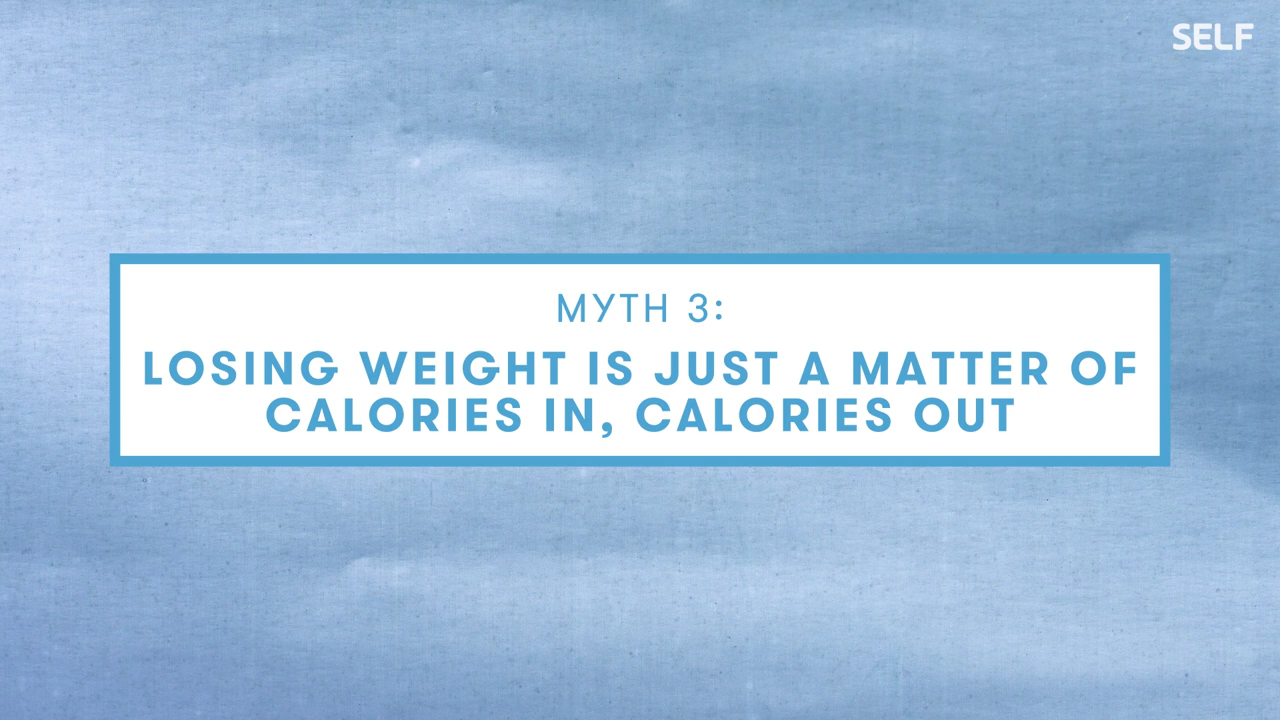 SELF
MYTH 3:
LOSING WEIGHT IS JUST A MATTER OF
CALORIES IN, CALORIES OUT